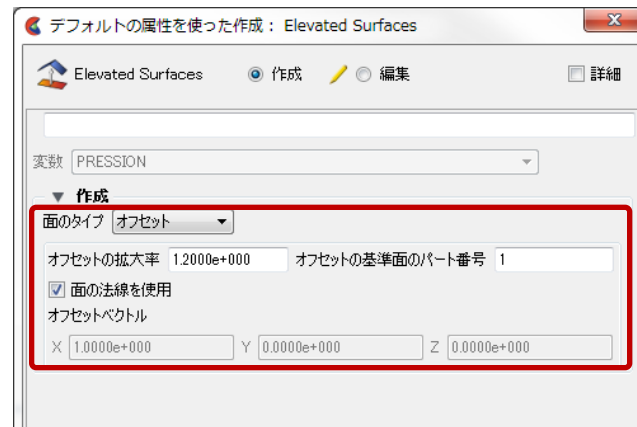 デフォルトの属性を使った作成： Elevated Surfaces
Elevated Surfaces 作成 編集 詳細
変数 PRESSION
▼ 作成
面のタイプ オフセット
オフセットの拡大率 1.2000e+000 オフセットの基準面のパート番号 1
面の法線を使用
オフセットベクトル
X 1.0000e+000 Y 0.0000e+000 Z 0.0000e+000